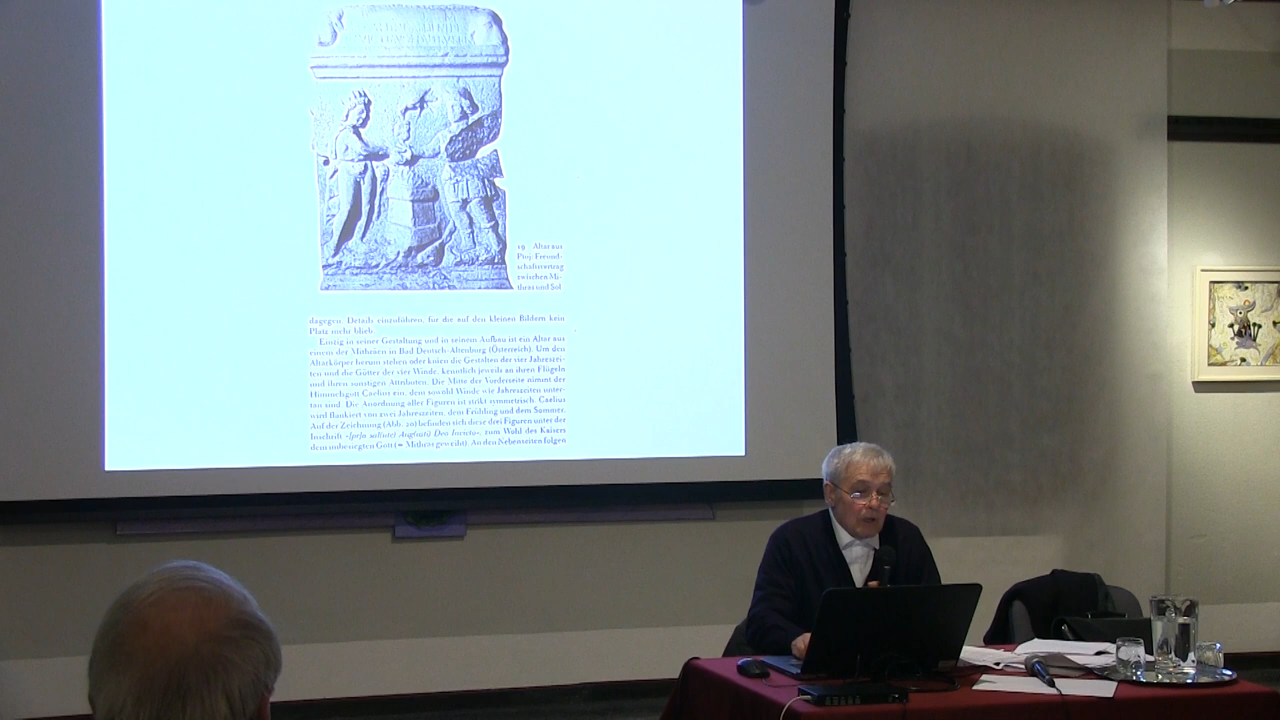 19 Altar aus
Ptuj: Freund-
schaftsvertrag
zwischen Mi-
thras und Sol
dagegen, Details einzuführen, für die auf den kleinen Bildern kein
Platz mehr blieb.
Einzig in seiner Gestaltung und in seinem Aufbau ist ein Altar aus
einem der Mithräen in Bad Deutsch-Altenburg (Österreich). Um den
Altarkörper herum stehen oder knien die Gestalten der vier Jahreszei-
ten und die Götter der vier Winde, kenntlich jeweils an ihren Flügeln
und ihren sonstigen Attributen. Die Mitte der Vorderseite nimmt der
Himmelsgott Caelus ein, dem sowohl Winde wie Jahreszeiten unter-
tan sind. Die Anordnung aller Figuren ist strikt symmetrisch. Caelus
wird flankiert von zwei Jahreszeiten, dem Frühling und dem Sommer.
Auf der Zeichnung (Abb. 20) befinden sich diese drei Figuren unter der
Inschrift »[pr]o sal(ute) Aug(usti) Deo Invicto«, zum Wohl des Kaisers
dem unbesiegten Gott (= Mithras geweiht). An den Nebenseiten folgen